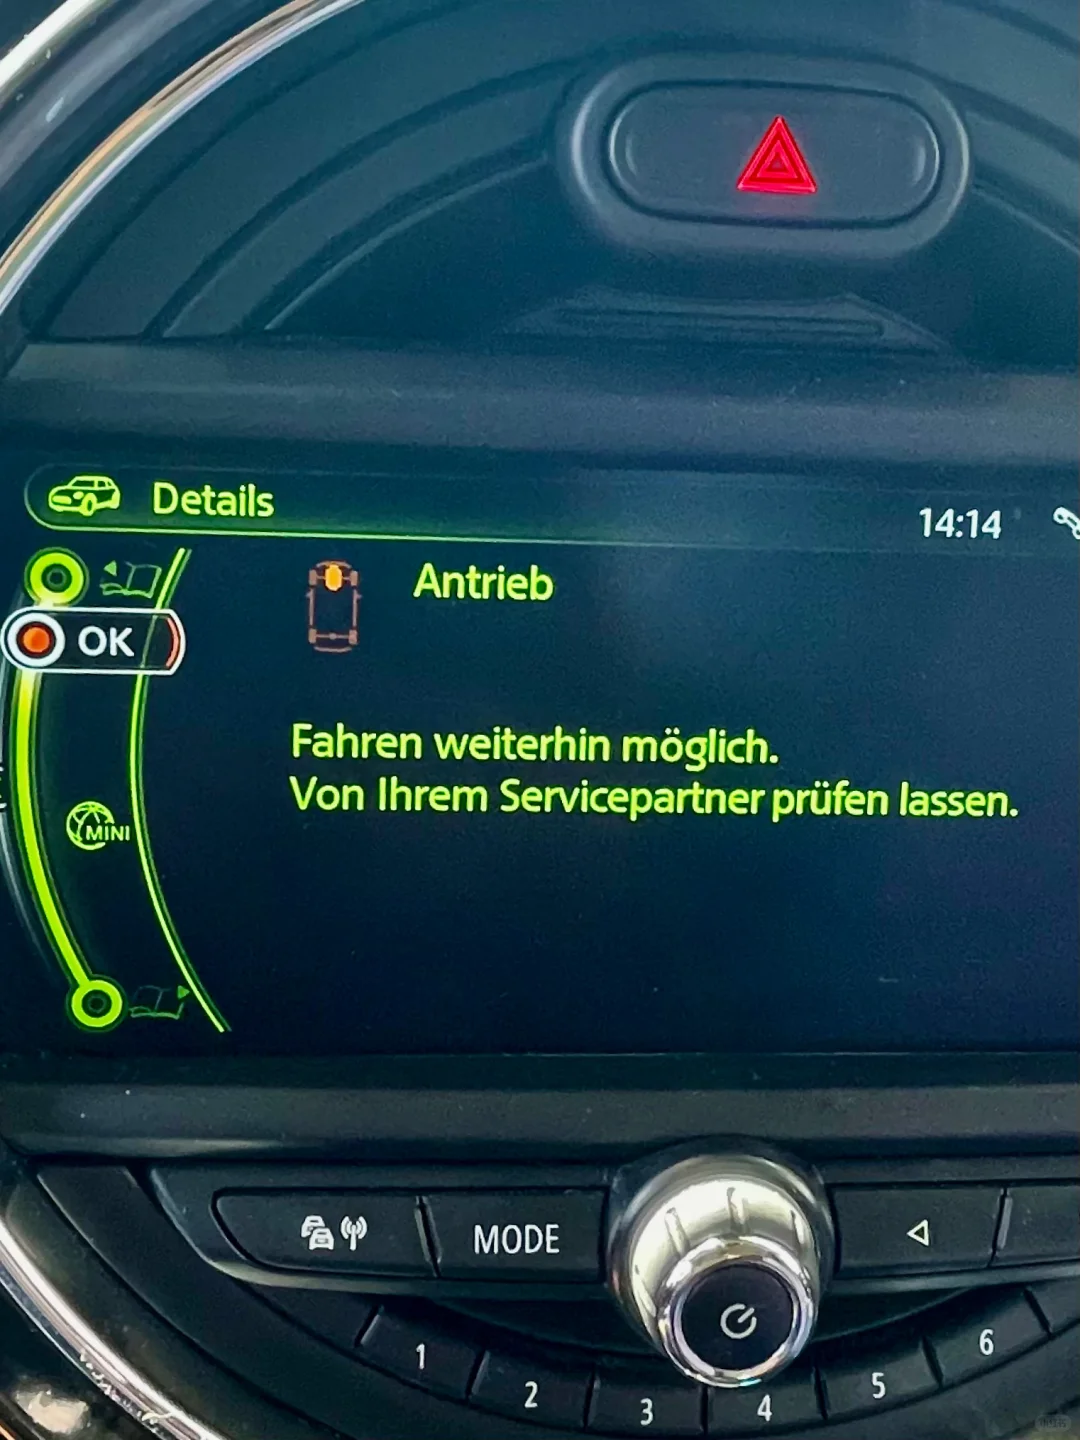 Details
14:14
Antrieb
OK
Fahren weiterhin möglich.
Von Ihrem Servicepartner prüfen lassen.
MINI
MODE
1
2
3
4
5
6